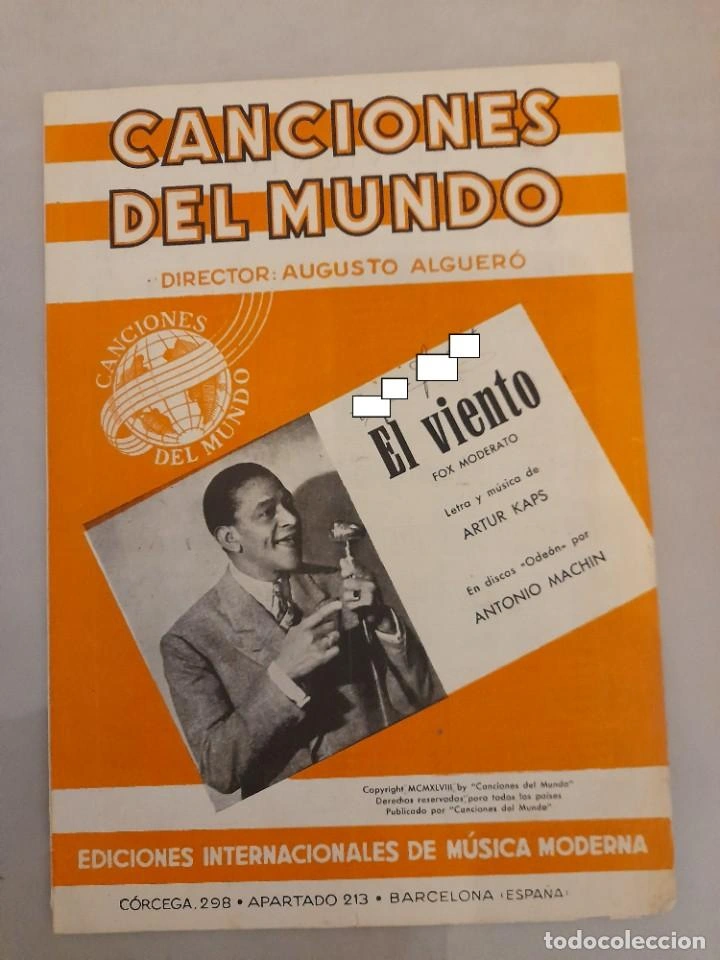 CANCIONES
DEL MUNDO
DIRECTOR: AUGUSTO ALGUERÓ
CANCIONES
DEL MUNDO
El viento
FOX MODERATO
Letra y música de
ARTUR KAPS
En discos «Odeón» por
ANTONIO MACHIN
Copyright MCMXLVIII, by "Canciones del Mundo"
Derechos reservados para todos los países
Publicado por "Canciones del Mundo"
EDICIONES INTERNACIONALES DE MÚSICA MODERNA
CÓRCEGA, 298 • APARTADO 213 • BARCELONA (ESPAÑA)
todocoleccion.net